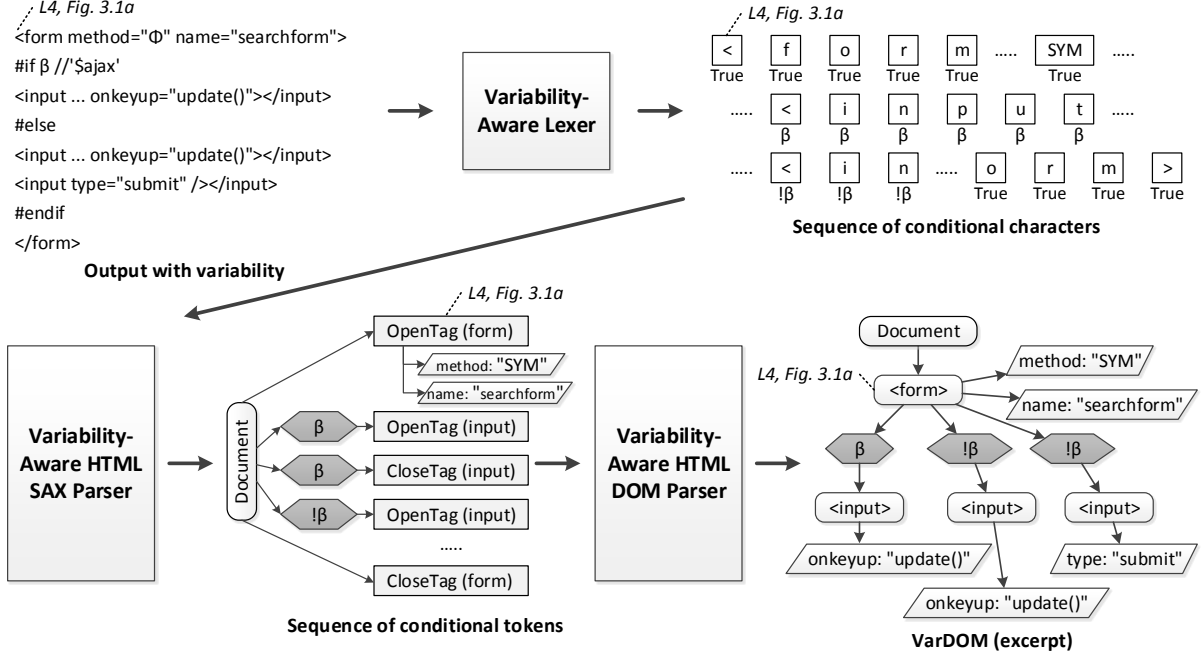 L4, Fig. 3.1a
<form method="Φ" name="searchform">
#if β //'$ajax'
<input ... onkeyup="update()"></input>
#else
<input ... onkeyup="update()"></input>
<input type="submit" /></input>
#endif
</form>
Output with variability
Variability-
Aware Lexer
L4, Fig. 3.1a
< f o r m ..... SYM .....
True True True True True True
..... < i n p u t .....
β β β β β β
..... < i n ..... o r m >
!β !β !β True True True True
Sequence of conditional characters
Variability-
Aware HTML
SAX Parser
L4, Fig. 3.1a
Document
OpenTag (form)
method: "SYM"
name: "searchform"
β OpenTag (input)
β CloseTag (input)
!β OpenTag (input)
.....
CloseTag (form)
Sequence of conditional tokens
Variability-
Aware HTML
DOM Parser
Document
L4, Fig. 3.1a
<form>
method: "SYM"
name: "searchform"
β !β !β
<input> <input> <input>
onkeyup: "update()" type: "submit"
onkeyup: "update()"
VarDOM (excerpt)